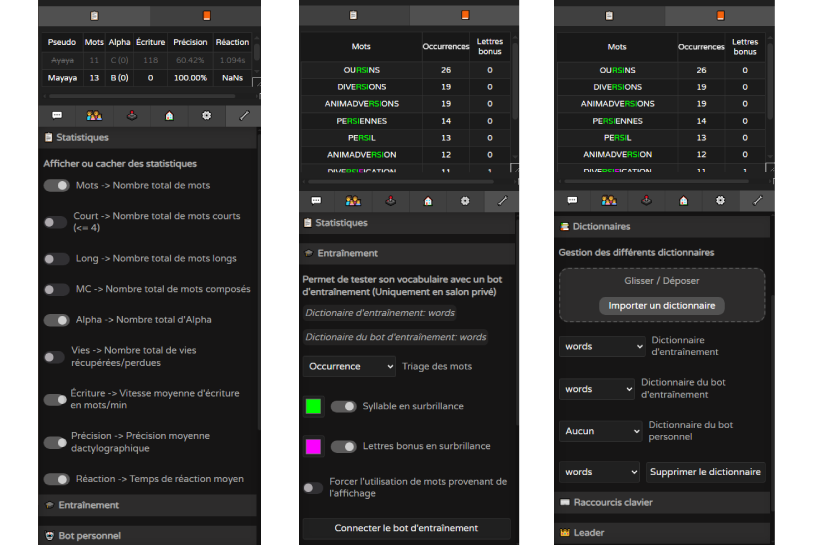 Pseudo Mots Alpha Écriture Précision Réaction
Ayaya 11 C (0) 118 60.42% 1.094s
Mayaya 13 B (0) 0 100.00% NaNs
Statistiques
Afficher ou cacher des statistiques
Mots -> Nombre total de mots
Court -> Nombre total de mots courts
(<= 4)
Long -> Nombre total de mots longs
MC -> Nombre total de mots composés
Alpha -> Nombre total d'Alpha
Vies -> Nombre total de vies
récupérées/perdues
Écriture -> Vitesse moyenne d'écriture
en mots/min
Précision -> Précision moyenne
dactylographique
Réaction -> Temps de réaction moyen
Entraînement
Bot personnel
Mots Occurrences Lettres
bonus
OURSINS 26 0
DIVERSIONS 19 0
ANIMADVERSIONS 19 0
PERSIENNES 14 0
PERSIL 13 0
ANIMADVERSION 12 0
DIVERSIFICATION 11 1
Statistiques
Entraînement
Permet de tester son vocabulaire avec un bot
d'entraînement (Uniquement en salon privé)
Dictionaire d'entraînement: words
Dictionaire du bot d'entraînement: words
Occurrence Triage des mots
Syllable en surbrillance
Lettres bonus en surbrillance
Forcer l'utilisation de mots provenant de
l'affichage
Connecter le bot d'entraînement
Mots Occurrences Lettres
bonus
OURSINS 26 0
DIVERSIONS 19 0
ANIMADVERSIONS 19 0
PERSIENNES 14 0
PERSIL 13 0
ANIMADVERSION 12 0
DIVERSIFICATION 11 1
Dictionnaires
Gestion des différents dictionnaires
Glisser / Déposer
Importer un dictionnaire
words Dictionnaire
d'entraînement
words Dictionnaire du bot
d'entraînement
Aucun Dictionnaire du bot
personnel
words Supprimer le dictionnaire
Raccourcis clavier
Leader